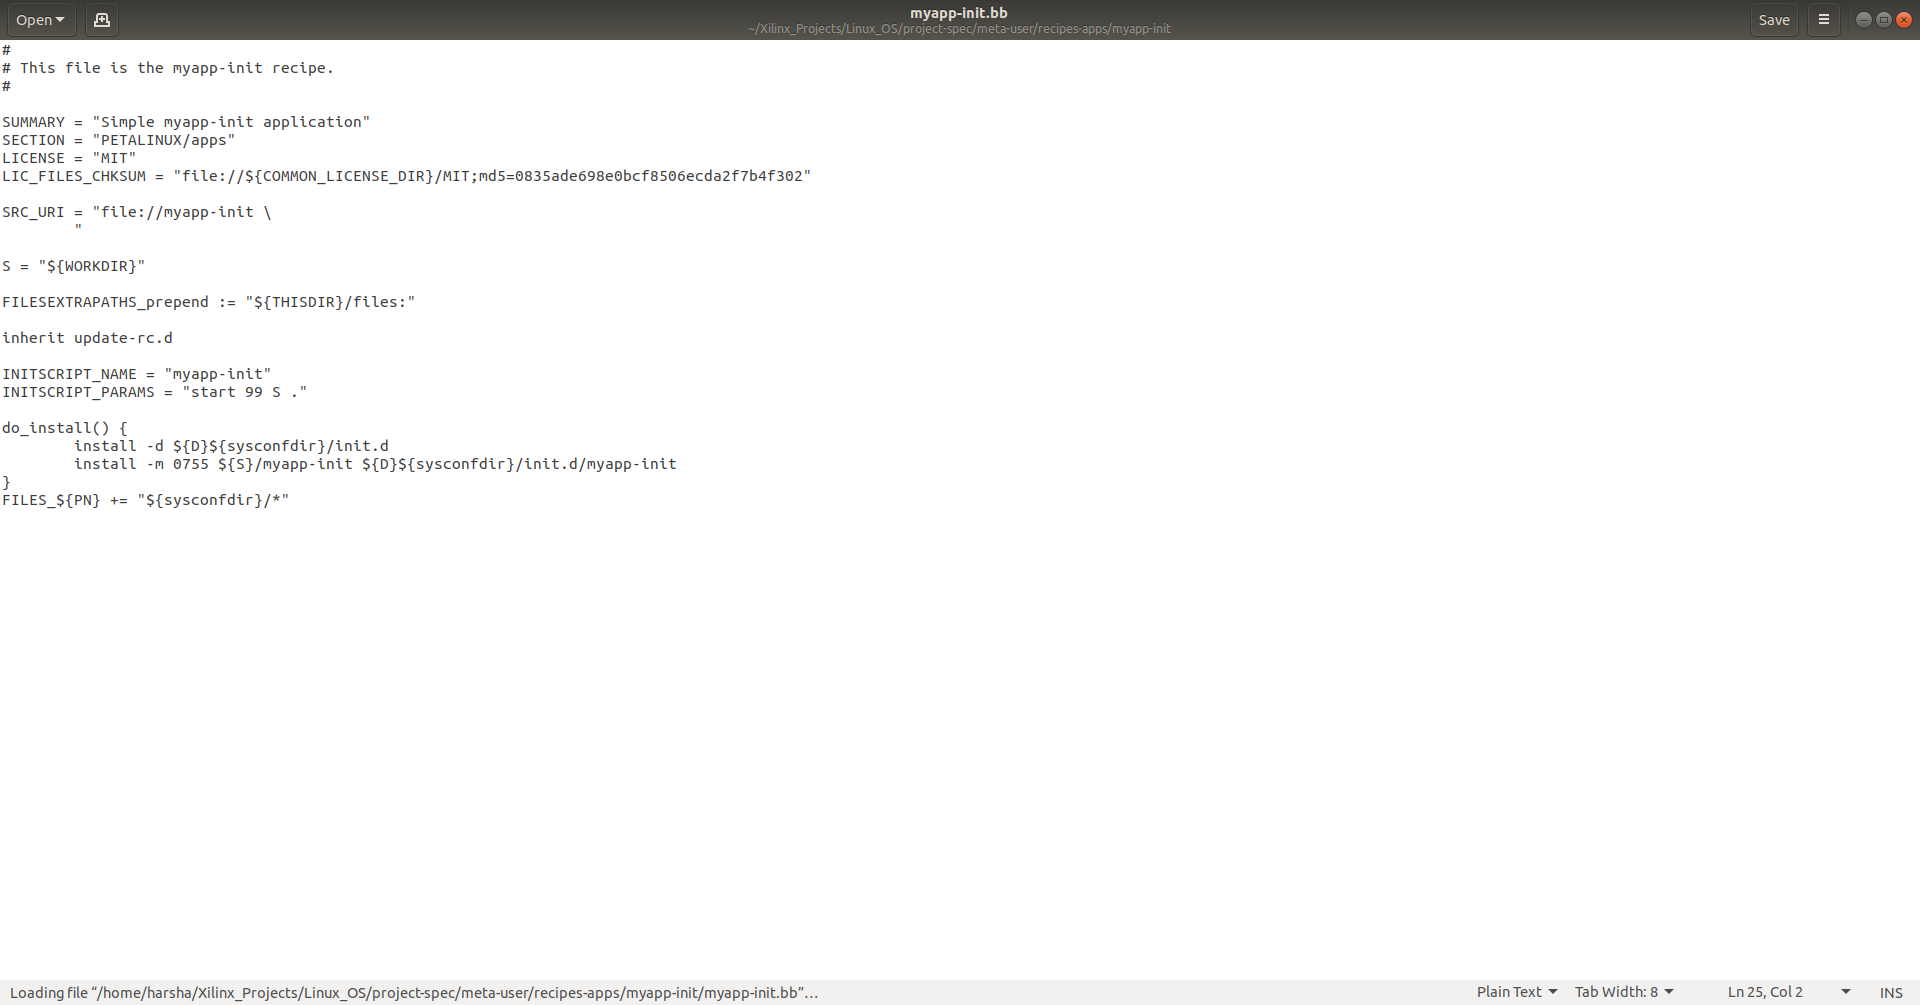 Open
myapp-init.bb
~/Xilinx_Projects/Linux_OS/project-spec/meta-user/recipes-apps/myapp-init
Save
#
# This file is the myapp-init recipe.
#
SUMMARY = "Simple myapp-init application"
SECTION = "PETALINUX/apps"
LICENSE = "MIT"
LIC_FILES_CHKSUM = "file://${COMMON_LICENSE_DIR}/MIT;md5=0835ade698e0bcf8506ecda2f7b4f302"
SRC_URI = "file://myapp-init \
"
S = "${WORKDIR}"
FILESEXTRAPATHS_prepend := "${THISDIR}/files:"
inherit update-rc.d
INITSCRIPT_NAME = "myapp-init"
INITSCRIPT_PARAMS = "start 99 S ."
do_install() {
install -d ${D}${sysconfdir}/init.d
install -m 0755 ${S}/myapp-init ${D}${sysconfdir}/init.d/myapp-init
}
FILES_${PN} += "${sysconfdir}/*"
Loading file “/home/harsha/Xilinx_Projects/Linux_OS/project-spec/meta-user/recipes-apps/myapp-init/myapp-init.bb”…
Plain Text
Tab Width: 8
Ln 25, Col 2
INS